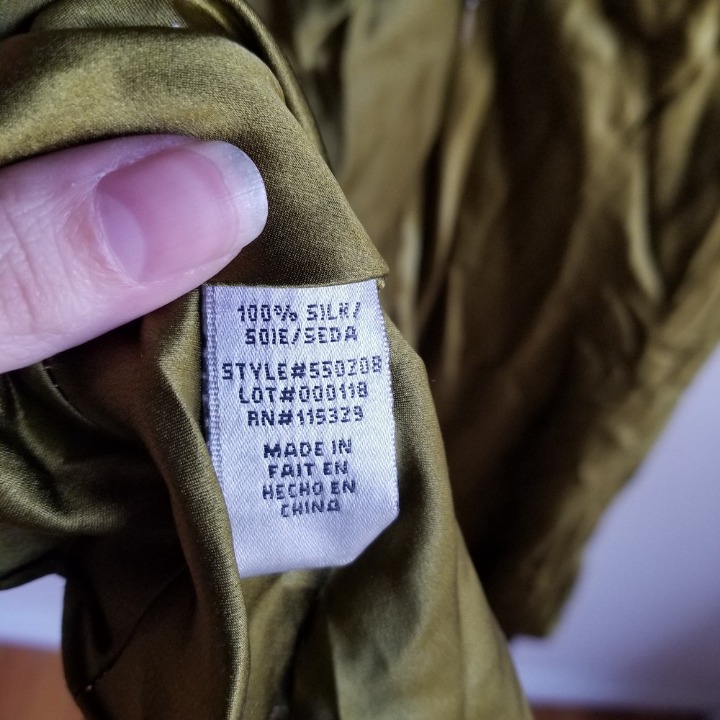 100% SILK/
SOIE/SEDA
STYLE#550208
LOT#000118
RN#115329
MADE IN
FAIT EN
HECHO EN
CHINA